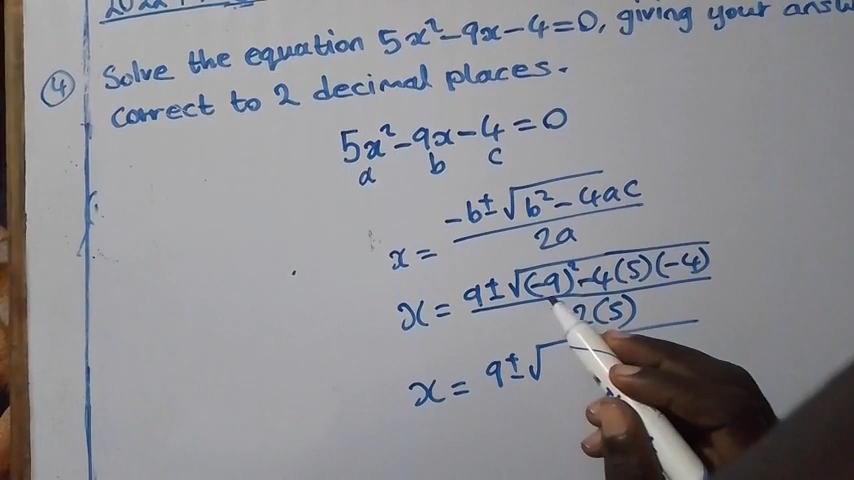 ④ Solve the equation 5x² - 9x - 4 = 0, giving your
correct to 2 decimal places.
5x² - 9x - 4 = 0
a b c
x = -b ± √b² - 4ac / 2a
x = 9 ± √(-9)² - 4(5)(-4) / 2(5)
x = 9 ± √